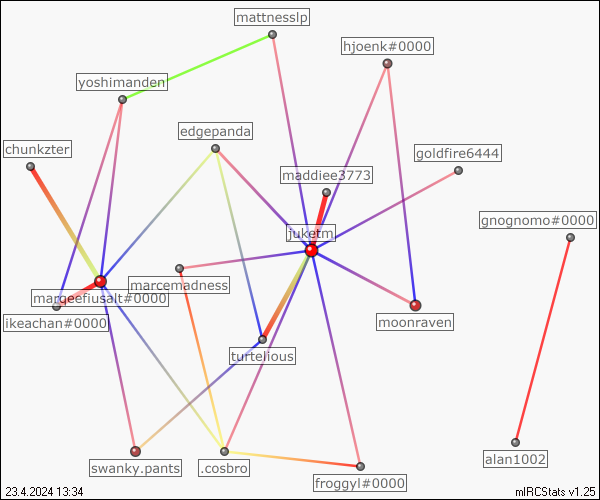 mattnesslp
hjoenk#0000
yoshimanden
edgepanda
chunkzter
goldfire6444
maddiee3773
gnognomo#0000
juketm
marcemadness
marqeefiusalt#0000
ikeachan#0000
moonraven
turtelious
alan1002
swanky.pants
.cosbro
froggyl#0000
23.4.2024 13:34
mIRCStats v1.25